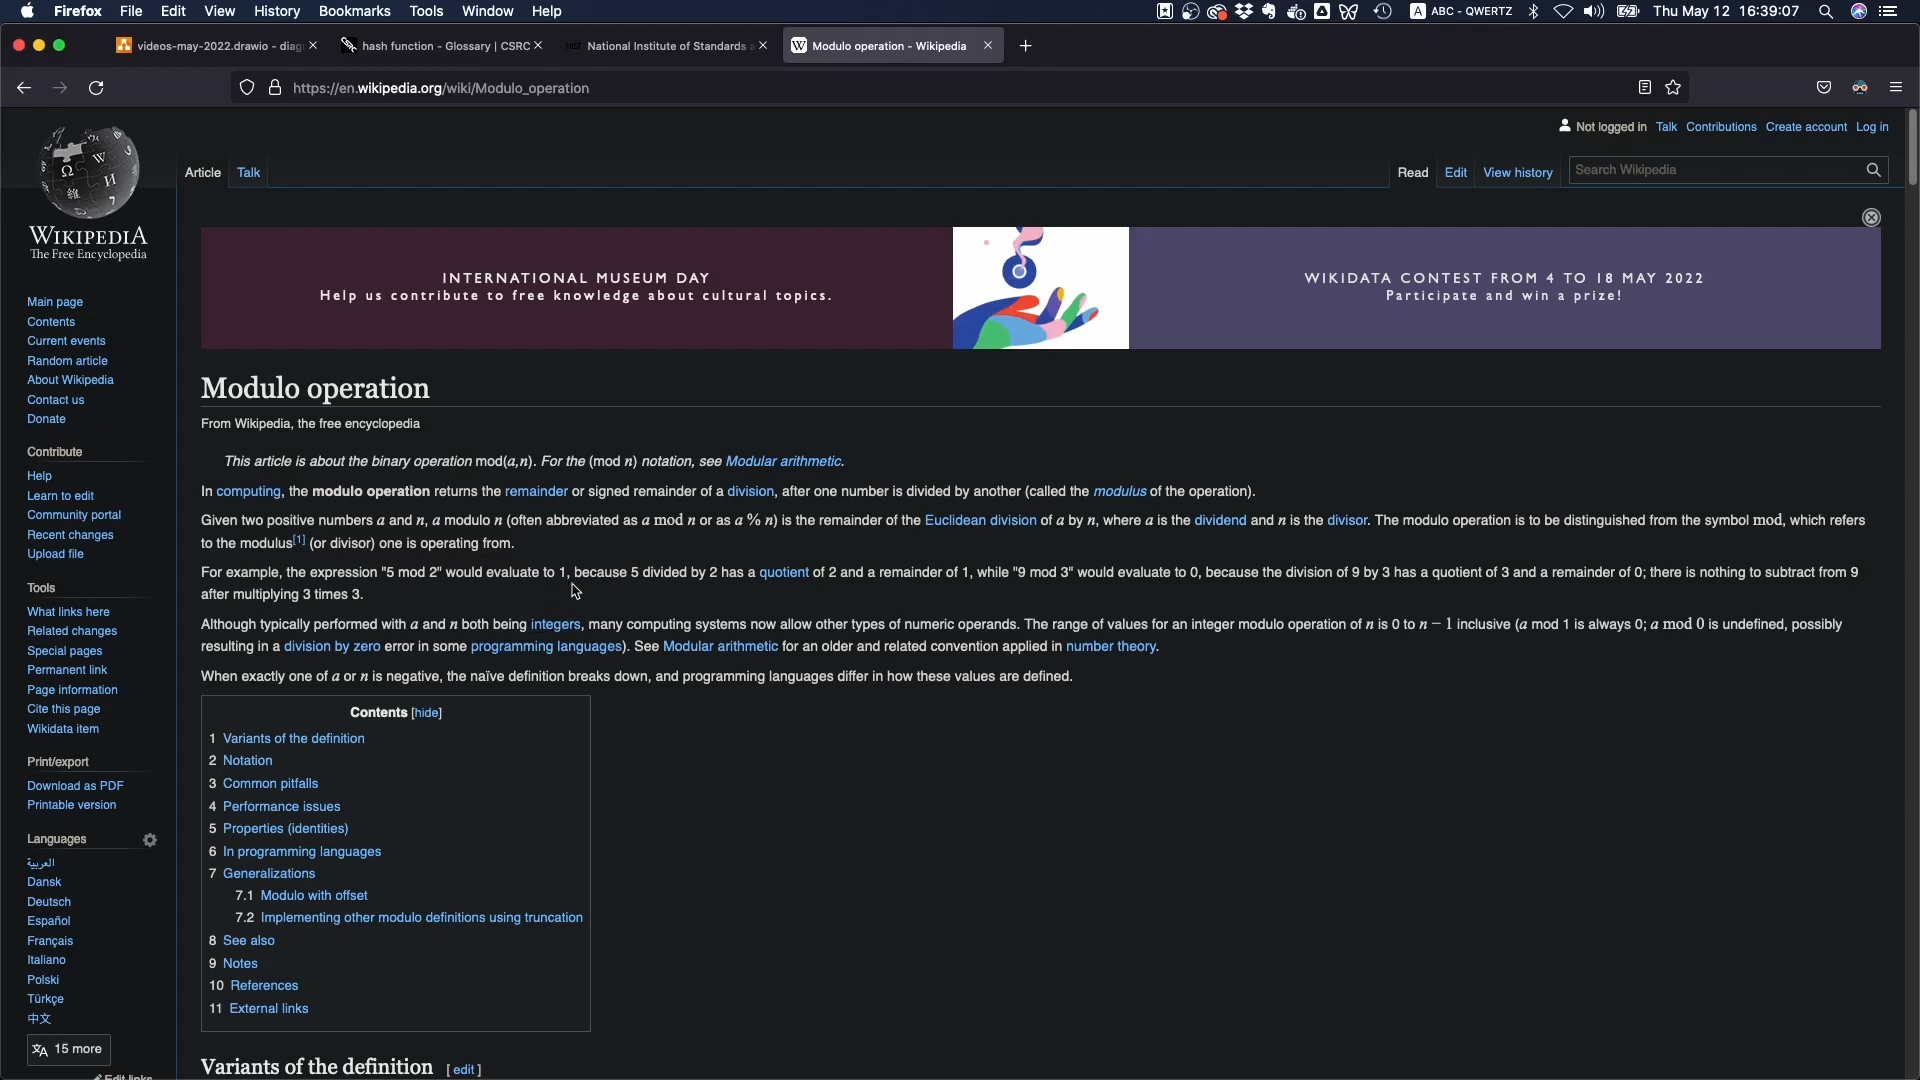 Firefox File Edit View History Bookmarks Tools Window Help
A ABC - QWERTZ Thu May 12 16:39:07
videos-may-2022.drawio - diag
hash function - Glossary | CSRC
NIST National Institute of Standards a
W Modulo operation - Wikipedia
https://en.wikipedia.org/wiki/Modulo_operation
Not logged in Talk Contributions Create account Log in
Article Talk
Read Edit View history Search Wikipedia
WIKIPEDIA
The Free Encyclopedia
Main page
Contents
Current events
Random article
About Wikipedia
Contact us
Donate
Contribute
Help
Learn to edit
Community portal
Recent changes
Upload file
Tools
What links here
Related changes
Special pages
Permanent link
Page information
Cite this page
Wikidata item
Print/export
Download as PDF
Printable version
Languages
العربية
Dansk
Deutsch
Español
Français
Italiano
Polski
Türkçe
中文
15 more
Edit links
INTERNATIONAL MUSEUM DAY
Help us contribute to free knowledge about cultural topics.
WIKIDATA CONTEST FROM 4 TO 18 MAY 2022
Participate and win a prize!
Modulo operation
From Wikipedia, the free encyclopedia
This article is about the binary operation mod(a,n). For the (mod n) notation, see Modular arithmetic.
In computing, the modulo operation returns the remainder or signed remainder of a division, after one number is divided by another (called the modulus of the operation).
Given two positive numbers a and n, a modulo n (often abbreviated as a mod n or as a % n) is the remainder of the Euclidean division of a by n, where a is the dividend and n is the divisor. The modulo operation is to be distinguished from the symbol mod, which refers
to the modulus[1] (or divisor) one is operating from.
For example, the expression "5 mod 2" would evaluate to 1, because 5 divided by 2 has a quotient of 2 and a remainder of 1, while "9 mod 3" would evaluate to 0, because the division of 9 by 3 has a quotient of 3 and a remainder of 0; there is nothing to subtract from 9
after multiplying 3 times 3.
Although typically performed with a and n both being integers, many computing systems now allow other types of numeric operands. The range of values for an integer modulo operation of n is 0 to n − 1 inclusive (a mod 1 is always 0; a mod 0 is undefined, possibly
resulting in a division by zero error in some programming languages). See Modular arithmetic for an older and related convention applied in number theory.
When exactly one of a or n is negative, the naïve definition breaks down, and programming languages differ in how these values are defined.
Contents [hide]
1 Variants of the definition
2 Notation
3 Common pitfalls
4 Performance issues
5 Properties (identities)
6 In programming languages
7 Generalizations
7.1 Modulo with offset
7.2 Implementing other modulo definitions using truncation
8 See also
9 Notes
10 References
11 External links
Variants of the definition [ edit ]